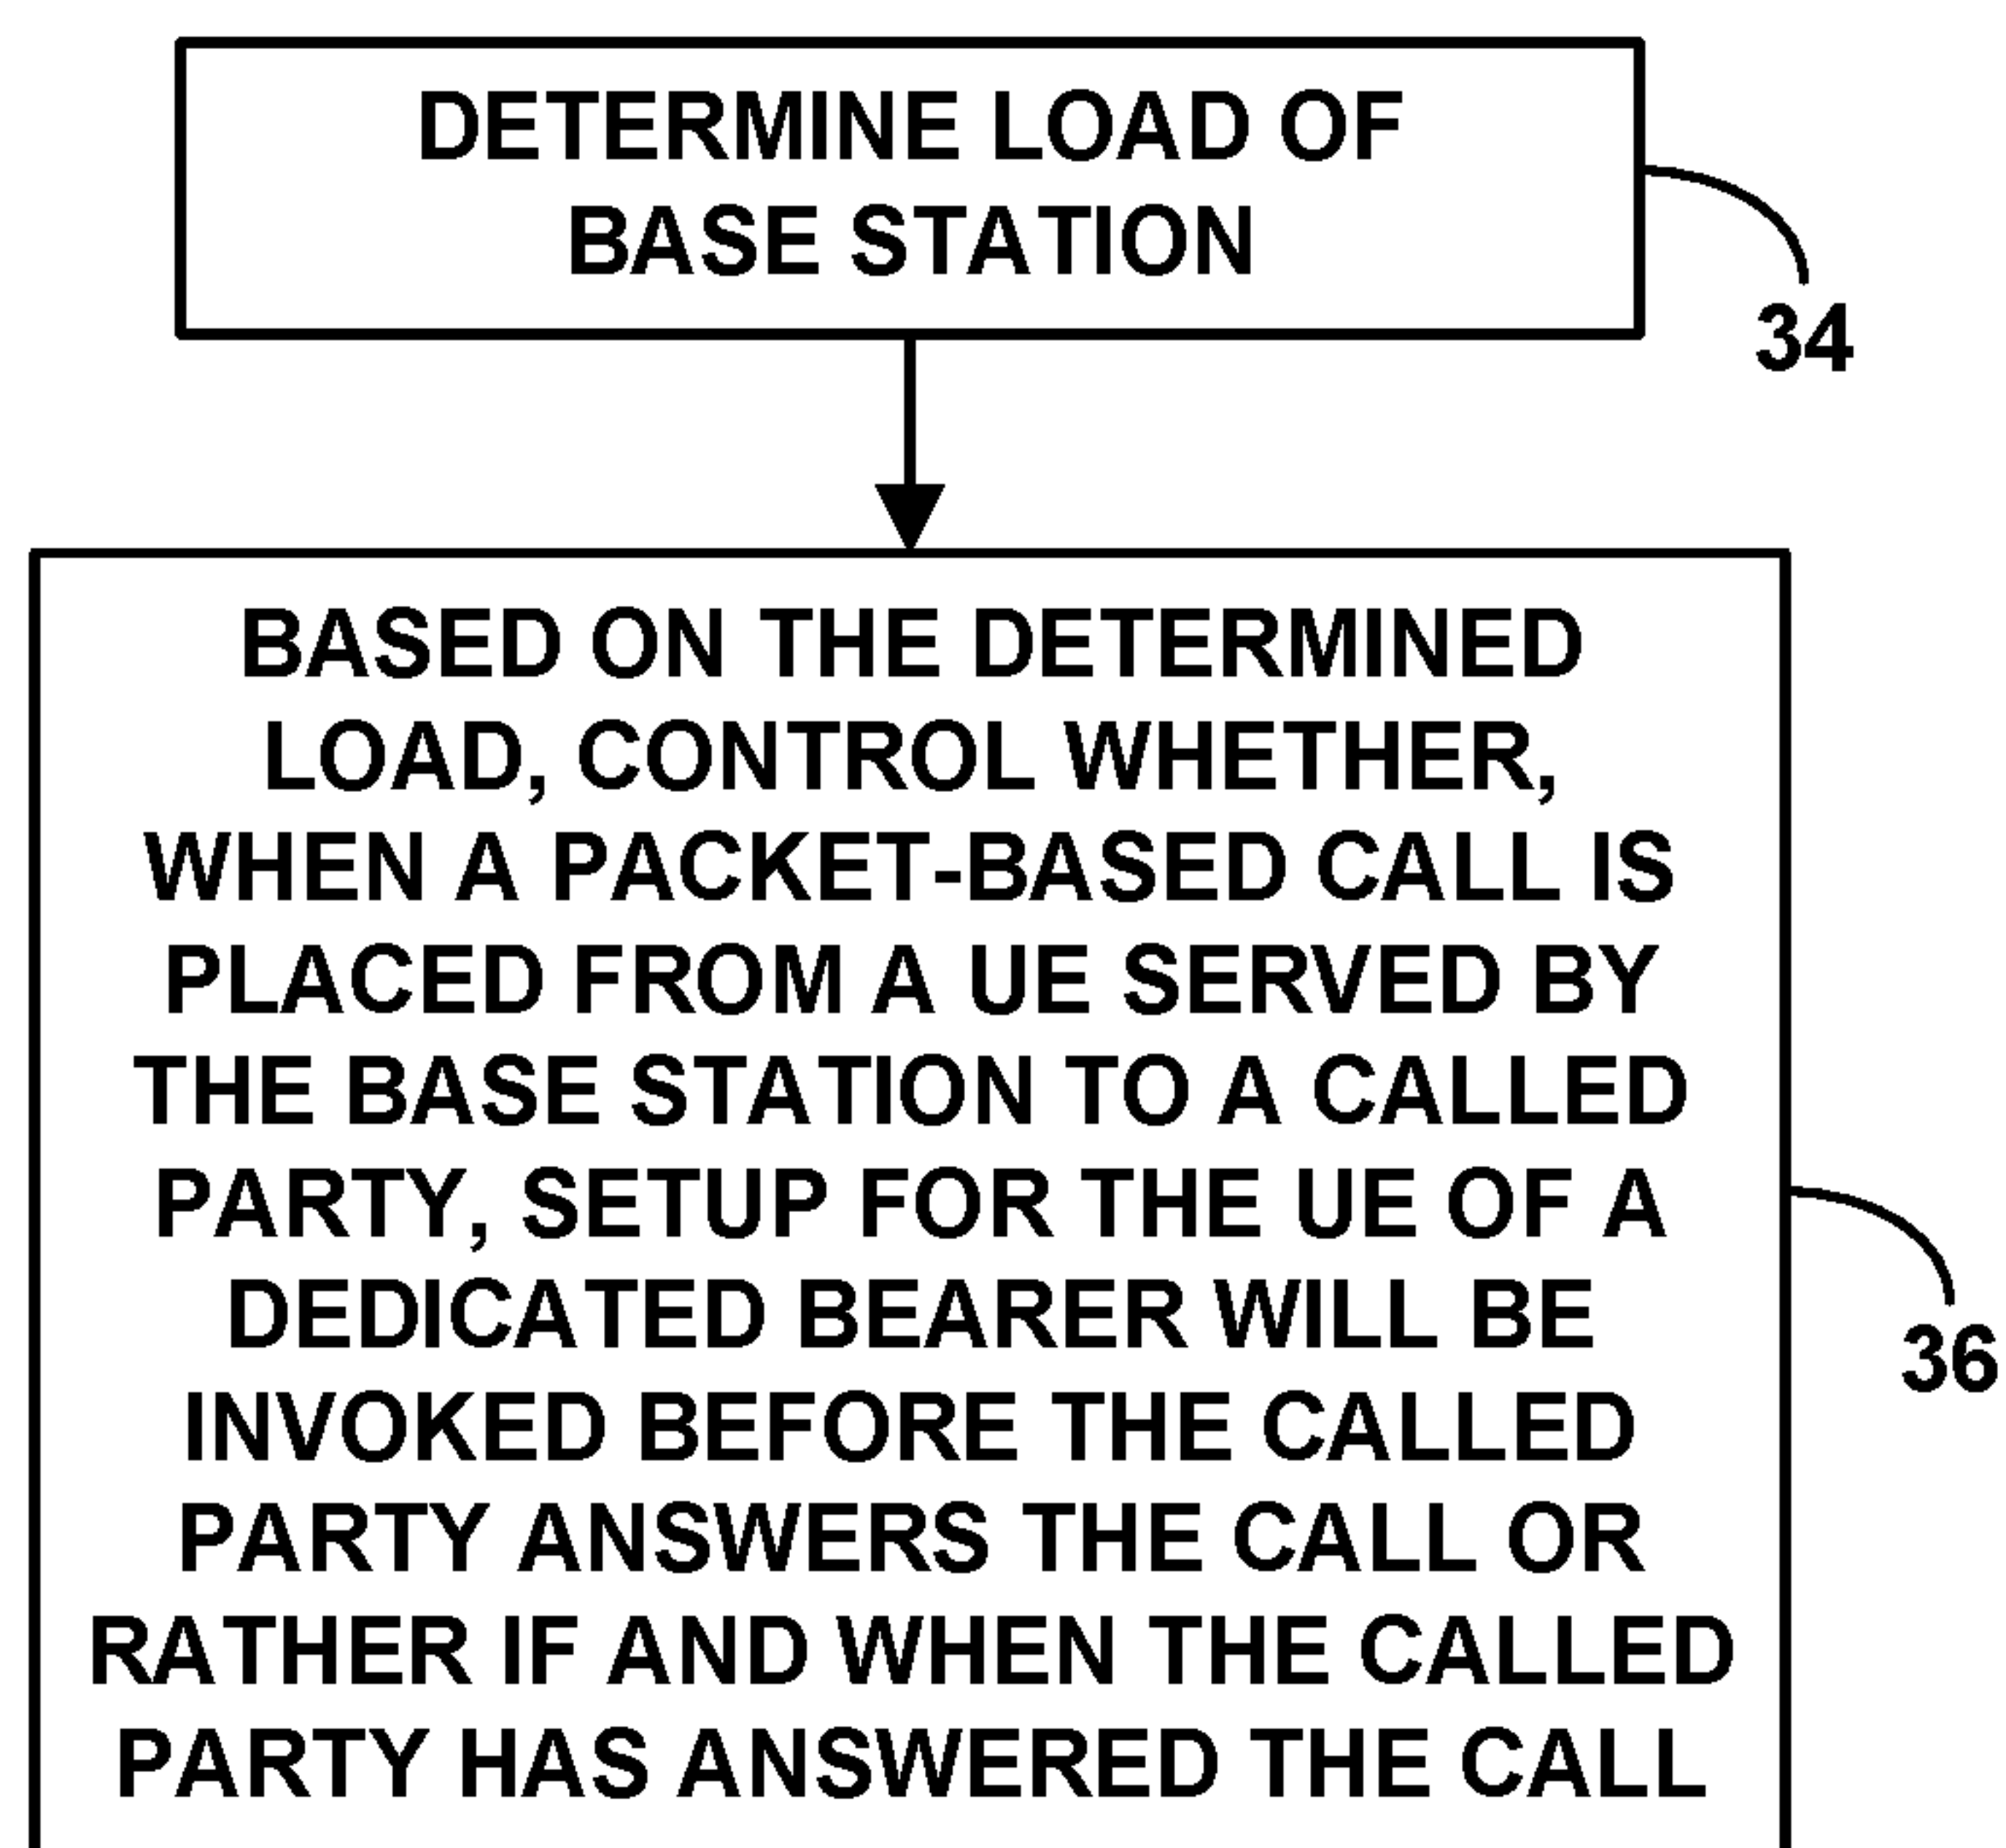 DETERMINE LOAD OF
BASE STATION
34
BASED ON THE DETERMINED
LOAD, CONTROL WHETHER,
WHEN A PACKET-BASED CALL IS
PLACED FROM A UE SERVED BY
THE BASE STATION TO A CALLED
PARTY, SETUP FOR THE UE OF A
DEDICATED BEARER WILL BE
INVOKED BEFORE THE CALLED
PARTY ANSWERS THE CALL OR
RATHER IF AND WHEN THE CALLED
PARTY HAS ANSWERED THE CALL
36